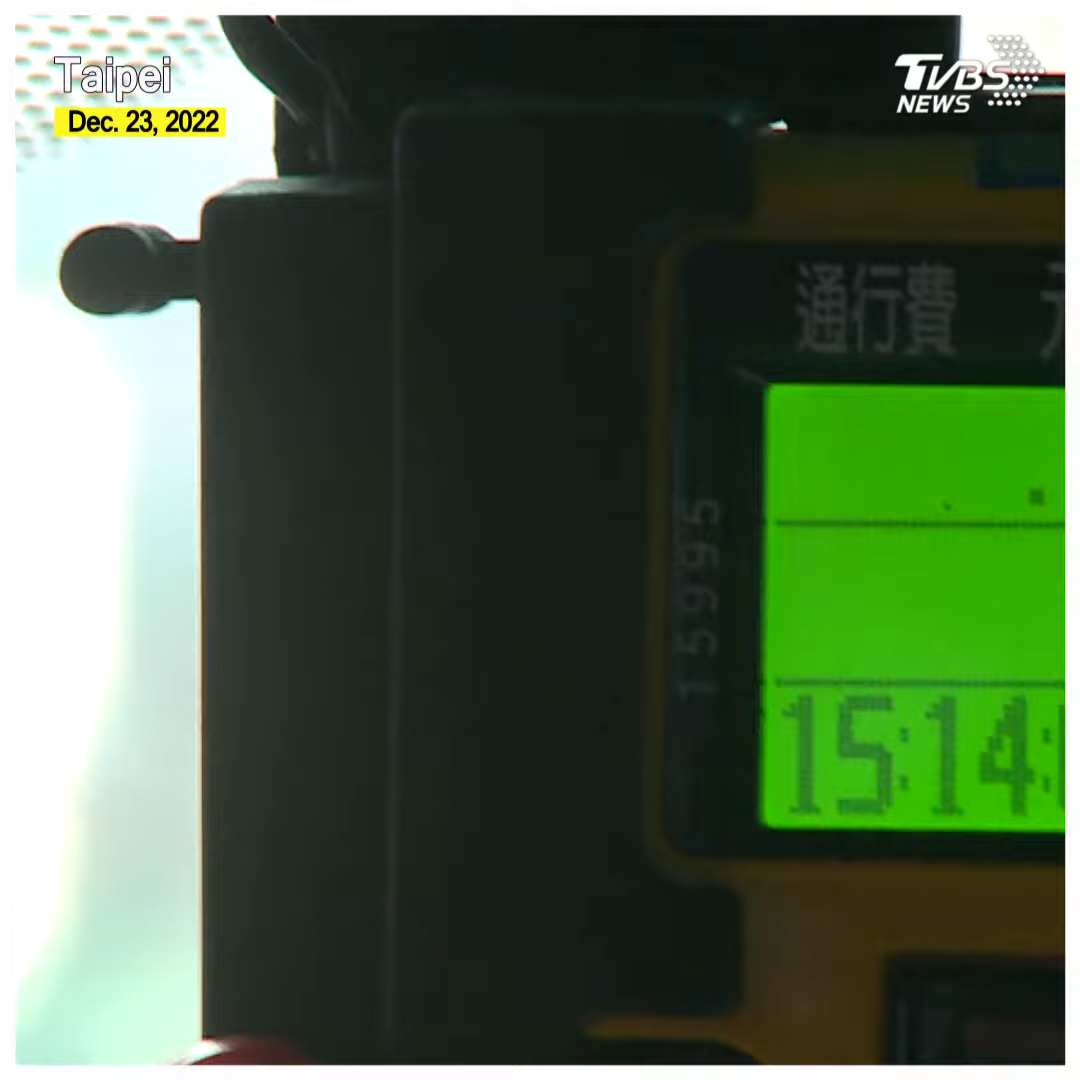 Taipei
Dec. 23, 2022
TVBS
NEWS
通行費
15995
15:14: